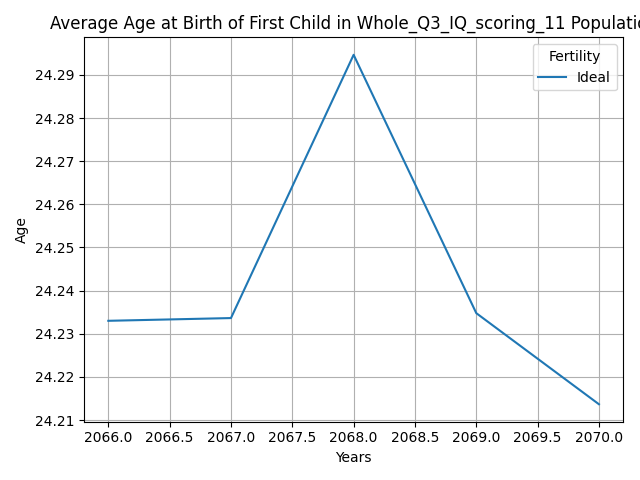 Average Age at Birth of First Child in Whole_Q3_IQ_scoring_11 Populatio
Fertility
Ideal
24.29
24.28
24.27
24.26
24.25
24.24
24.23
24.22
24.21
Age
2066.0 2066.5 2067.0 2067.5 2068.0 2068.5 2069.0 2069.5 2070.0
Years